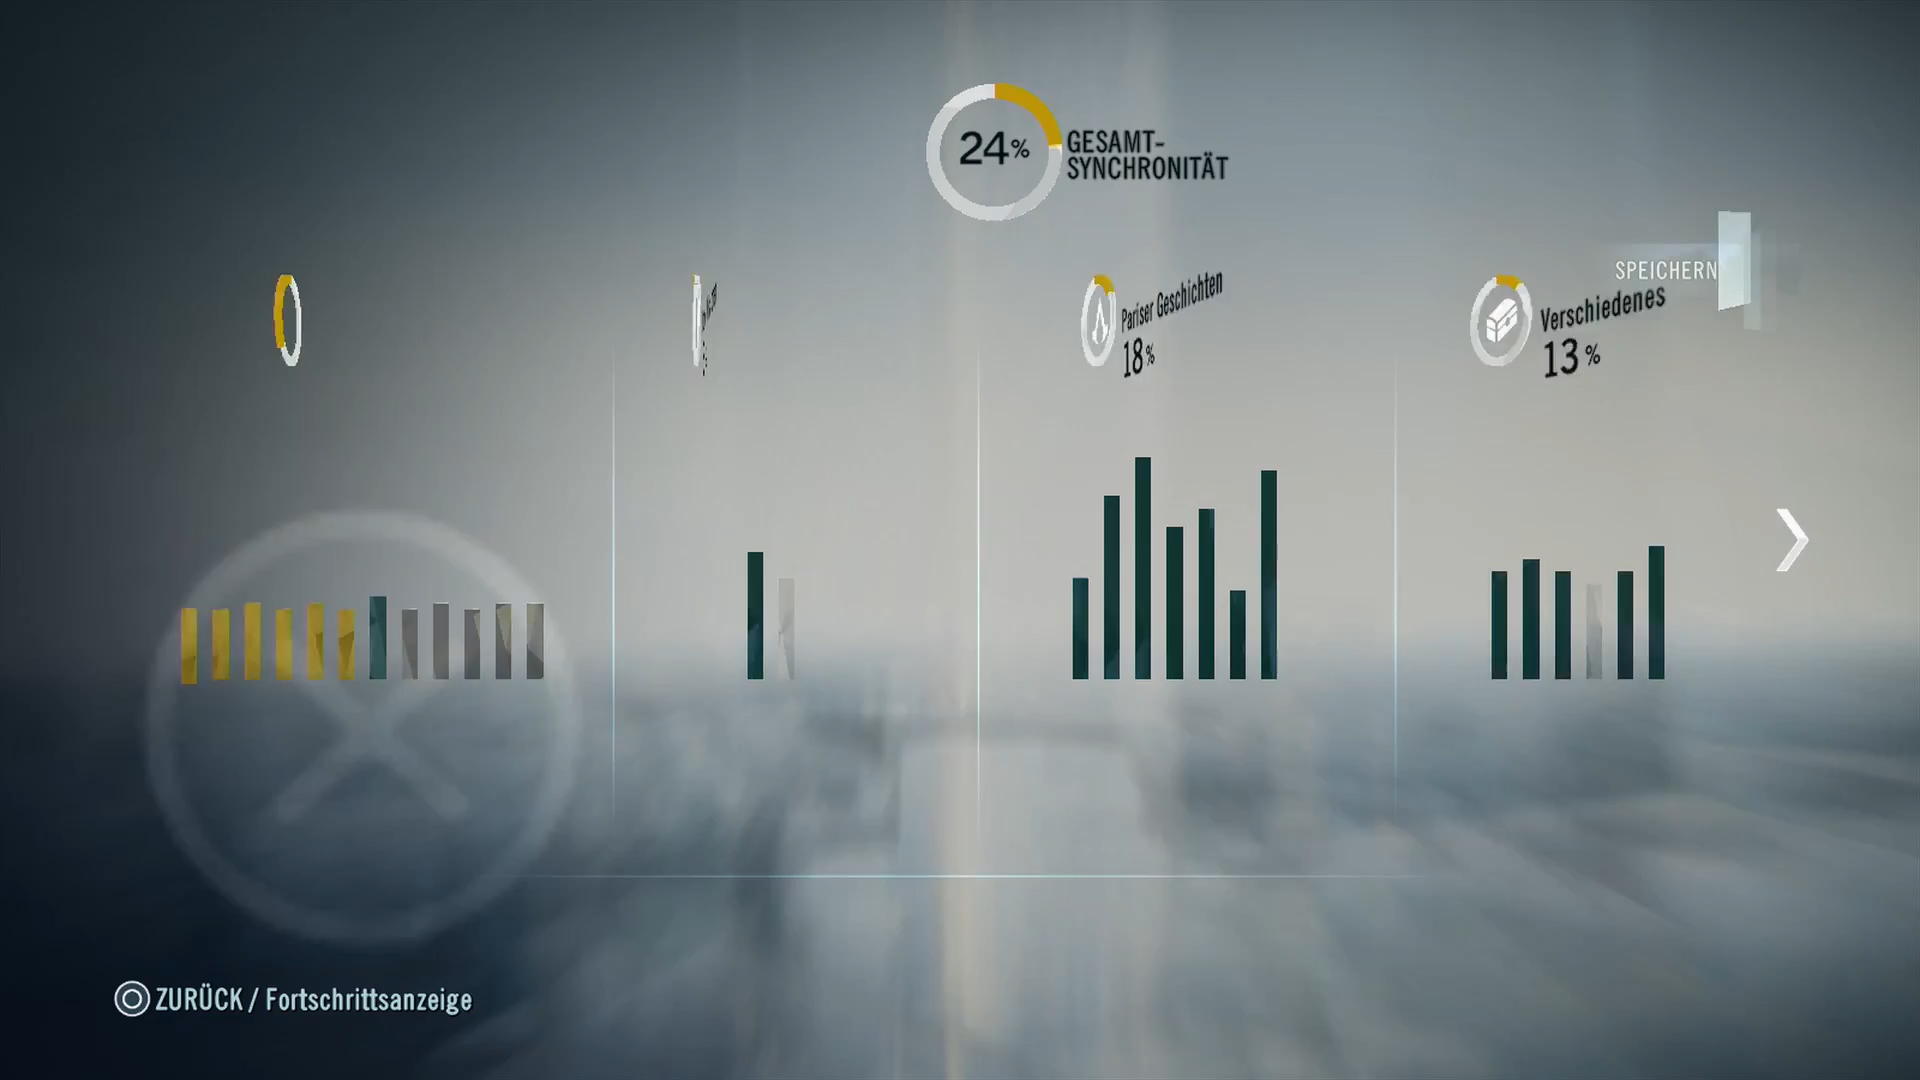 24%
GESAMT-
SYNCHRONITÄT
SPEICHERN
Pariser Geschichten
18%
Verschiedenes
13%
ZURÜCK / Fortschrittsanzeige